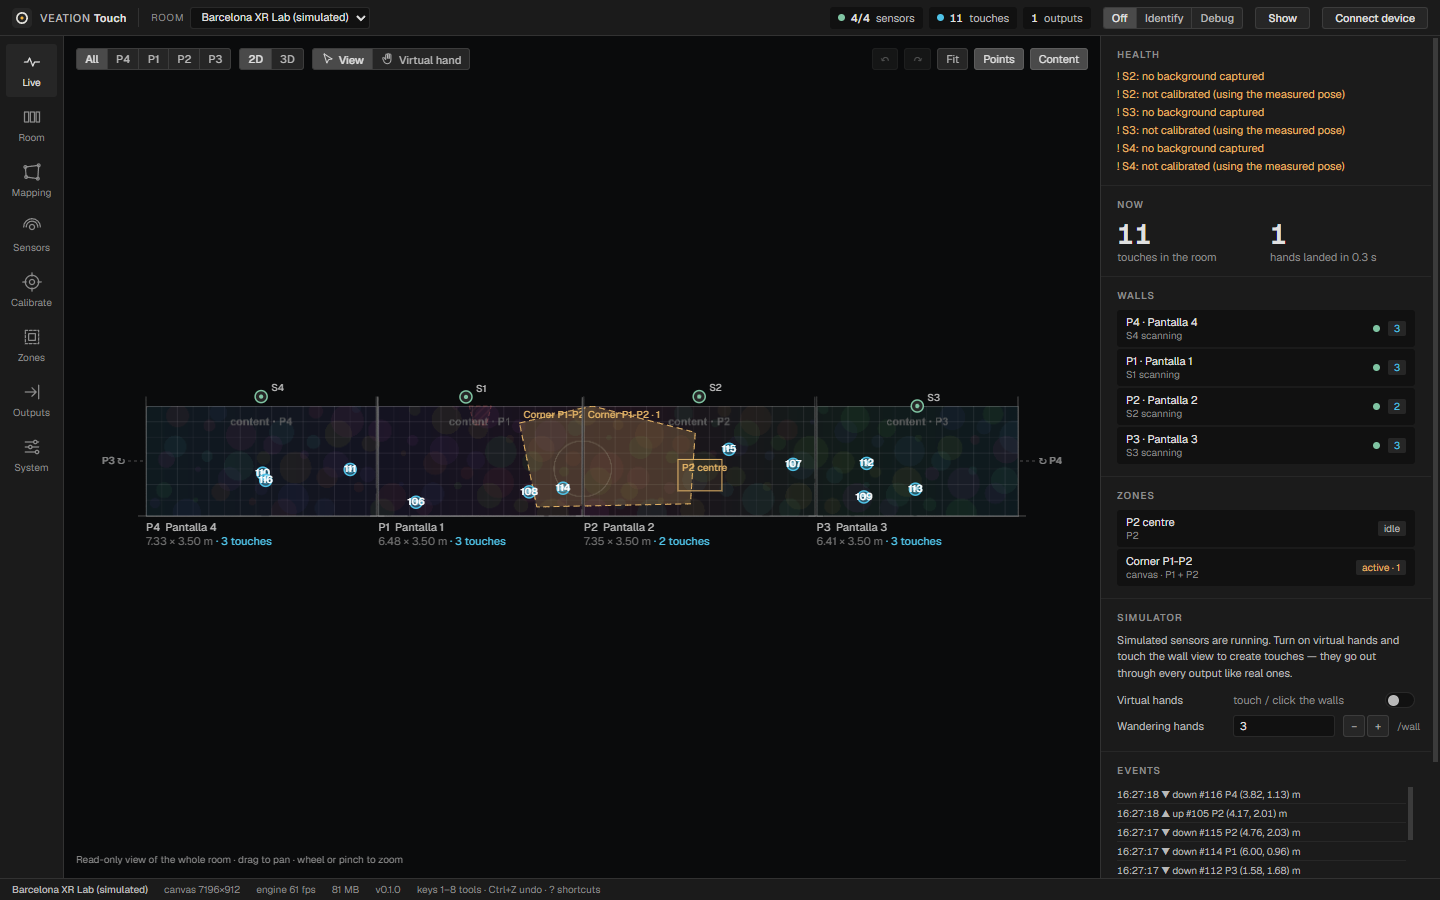 VEATION Touch
ROOM
Barcelona XR Lab (simulated)
4/4 sensors
11 touches
1 outputs
Off
Identify
Debug
Show
Connect device
Live
Room
Mapping
Sensors
Calibrate
Zones
Outputs
System
All
P4
P1
P2
P3
2D
3D
View
Virtual hand
Fit
Points
Content
S4
S1
S2
S3
content · P4
content · P1
Corner P1-P2
Corner P1-P2 · 1
content · P2
content · P3
P3 ↻
↻ P4
110
116
111
106
108
114
115
P2 centre
107
112
109
113
P4 Pantalla 4
7.33 × 3.50 m · 3 touches
P1 Pantalla 1
6.48 × 3.50 m · 3 touches
P2 Pantalla 2
7.35 × 3.50 m · 2 touches
P3 Pantalla 3
6.41 × 3.50 m · 3 touches
Read-only view of the whole room · drag to pan · wheel or pinch to zoom
HEALTH
! S2: no background captured
! S2: not calibrated (using the measured pose)
! S3: no background captured
! S3: not calibrated (using the measured pose)
! S4: no background captured
! S4: not calibrated (using the measured pose)
NOW
11
touches in the room
1
hands landed in 0.3 s
WALLS
P4 · Pantalla 4
S4 scanning
3
P1 · Pantalla 1
S1 scanning
3
P2 · Pantalla 2
S2 scanning
2
P3 · Pantalla 3
S3 scanning
3
ZONES
P2 centre
P2
idle
Corner P1-P2
canvas · P1 + P2
active · 1
SIMULATOR
Simulated sensors are running. Turn on virtual hands and
touch the wall view to create touches — they go out
through every output like real ones.
Virtual hands
touch / click the walls
Wandering hands
3
− +
/wall
EVENTS
16:27:18 ▼ down #116 P4 (3.82, 1.13) m
16:27:18 ▲ up #105 P2 (4.17, 2.01) m
16:27:17 ▼ down #115 P2 (4.76, 2.03) m
16:27:17 ▼ down #114 P1 (6.00, 0.96) m
16:27:17 ▼ down #112 P3 (1.58, 1.68) m
Barcelona XR Lab (simulated)
canvas 7196×912
engine 61 fps
81 MB
v0.1.0
keys 1–8 tools · Ctrl+Z undo · ? shortcuts